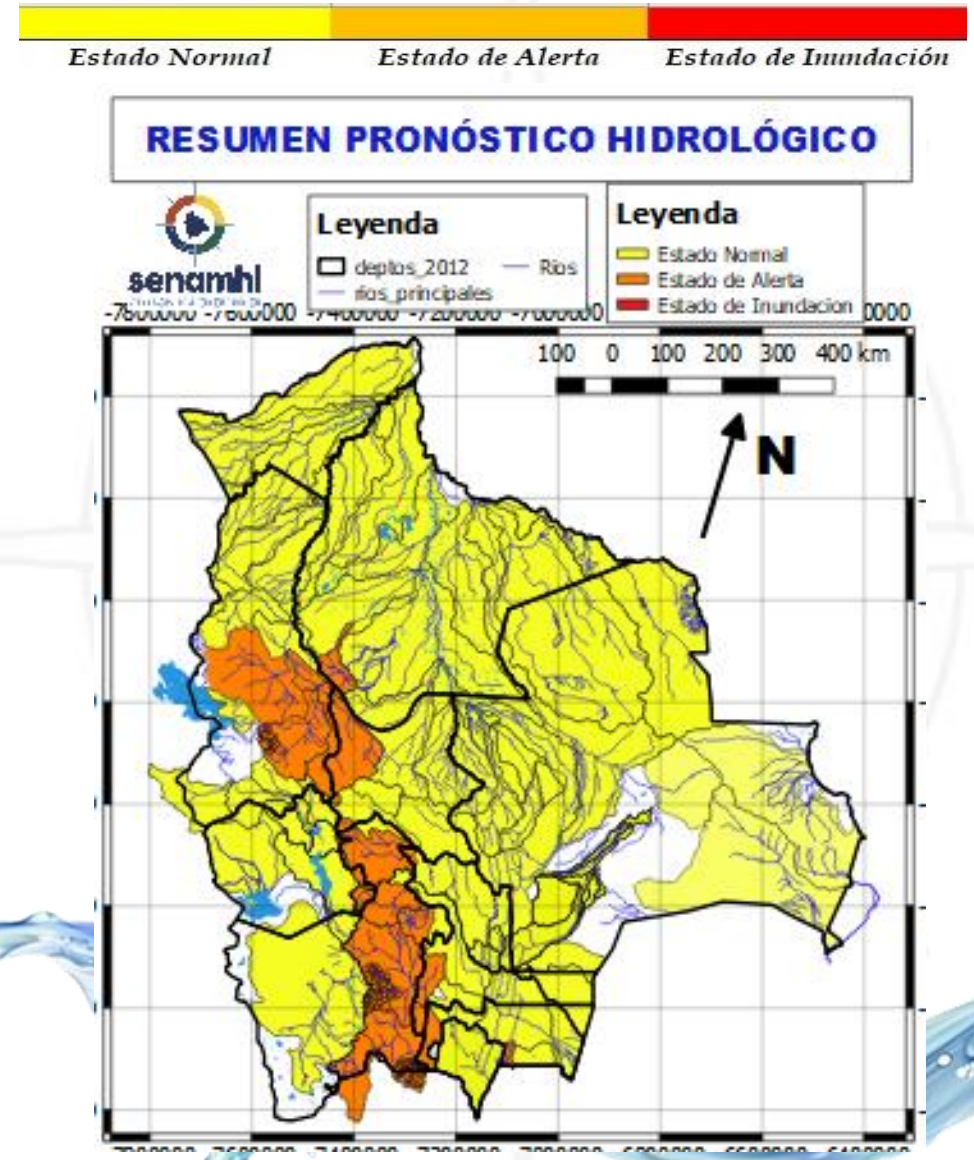 Estado Normal Estado de Alerta Estado de Inundación
RESUMEN PRONÓSTICO HIDROLÓGICO
senamhi
Leyenda
deptos_2012 Rios
rios_principales
Leyenda
Estado Normal
Estado de Alerta
Estado de Inundacion
-7800000 -7600000 -7400000 -7200000 -7000000
100 0 100 200 300 400 km
N